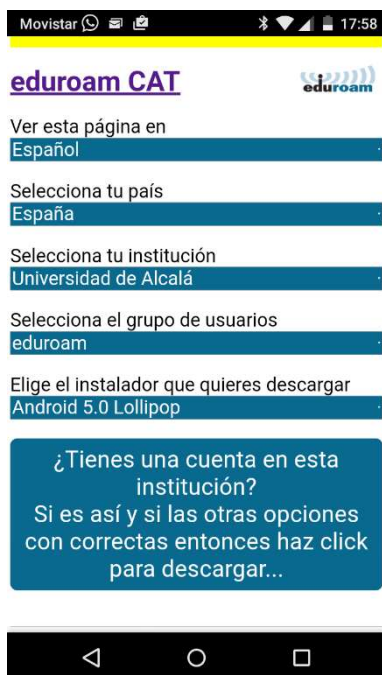 Movistar 17:58
eduroam CAT
eduroam
Ver esta página en
Español
Selecciona tu país
España
Selecciona tu institución
Universidad de Alcalá
Selecciona el grupo de usuarios
eduroam
Elige el instalador que quieres descargar
Android 5.0 Lollipop
¿Tienes una cuenta en esta
institución?
Si es así y si las otras opciones
con correctas entonces haz click
para descargar...